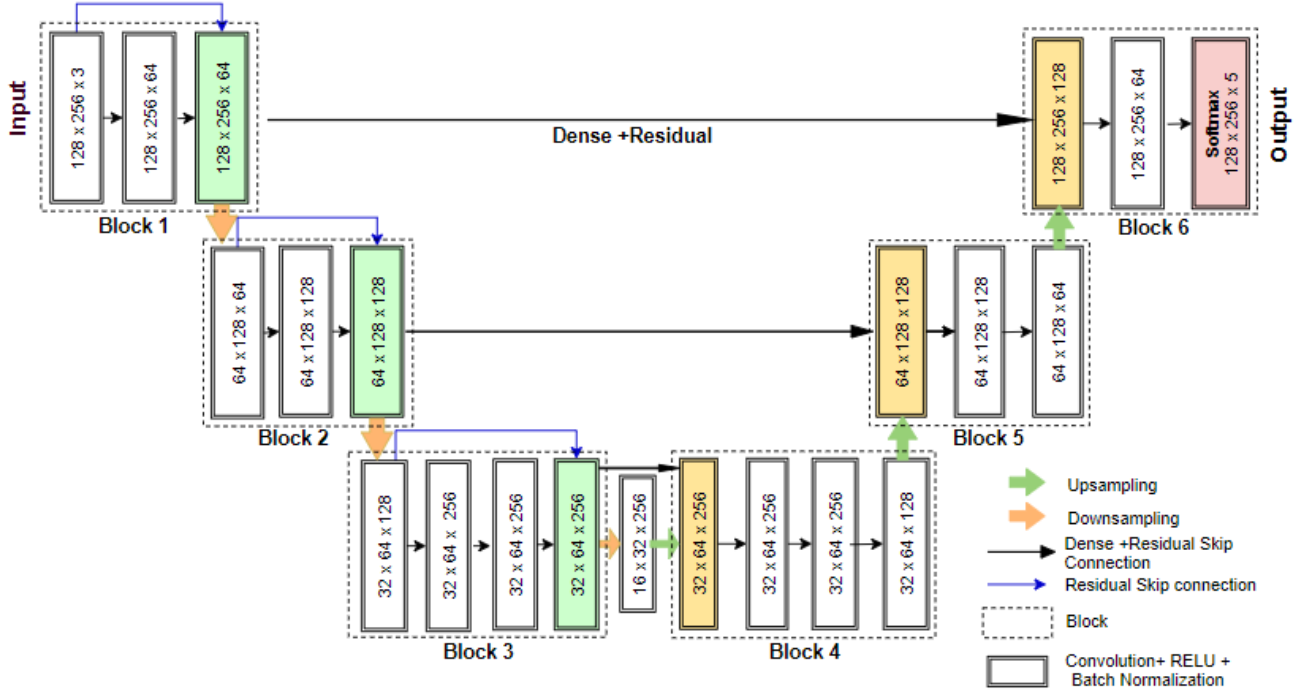 Input
128 x 256 x 3
128 x 256 x 64
128 x 256 x 64
Block 1
Dense +Residual
128 x 256 x 128
128 x 256 x 64
Softmax
128 x 256 x 5
Output
Block 6
64 x 128 x 64
64 x 128 x 128
64 x 128 x 128
Block 2
64 x 128 x 128
64 x 128 x 128
64 x 128 x 64
Block 5
32 x 64 x 128
32 x 64 x 256
32 x 64 x 256
32 x 64 x 256
Block 3
16 x 32 x 256
32 x 64 x 256
32 x 64 x 256
32 x 64 x 256
32 x 64 x 128
Block 4
Upsampling
Downsampling
Dense +Residual Skip
Connection
Residual Skip connection
Block
Convolution+ RELU +
Batch Normalization